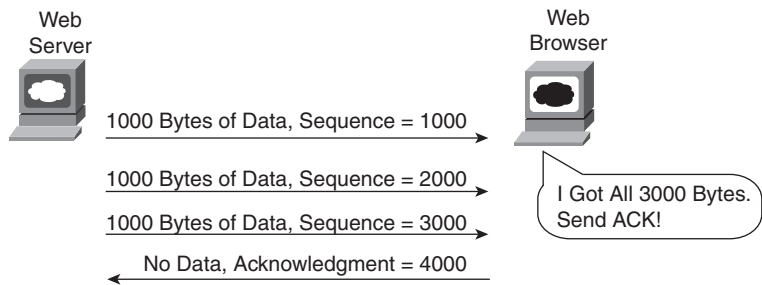 Web
Server
Web
Browser
1000 Bytes of Data, Sequence = 1000
1000 Bytes of Data, Sequence = 2000
1000 Bytes of Data, Sequence = 3000
No Data, Acknowledgment = 4000
I Got All 3000 Bytes.
Send ACK!